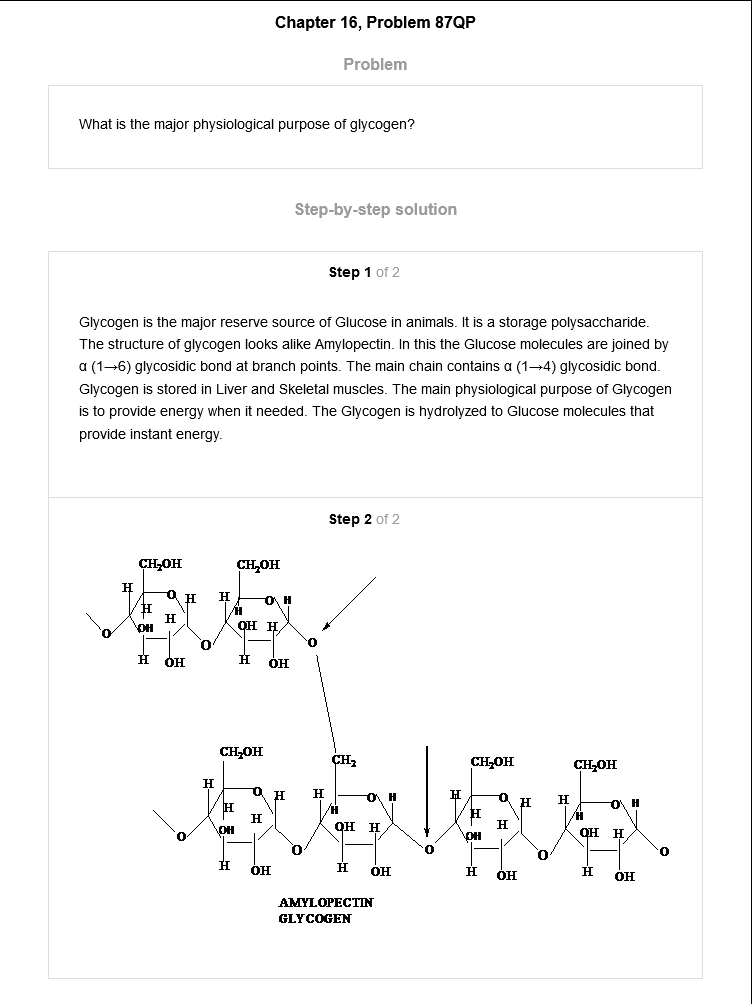 Chapter 16, Problem 87QP
Problem
What is the major physiological purpose of glycogen?
Step-by-step solution
Step 1 of 2
Glycogen is the major reserve source of Glucose in animals. It is a storage polysaccharide.
The structure of glycogen looks alike Amylopectin. In this the Glucose molecules are joined by
α (1→6) glycosidic bond at branch points. The main chain contains α (1→4) glycosidic bond.
Glycogen is stored in Liver and Skeletal muscles. The main physiological purpose of Glycogen
is to provide energy when it needed. The Glycogen is hydrolyzed to Glucose molecules that
provide instant energy.
Step 2 of 2
CH₂OH CH₂OH
H O H H O H
H H H
OH OH H
O O O
H OH H OH
CH₂OH CH₂ CH₂OH CH₂OH
H O H H O H H O H H O H
H H H H H H
OH OH H OH OH H
O O O O O
H OH H OH H OH H OH
AMYLOPECTIN
GLYCOGEN